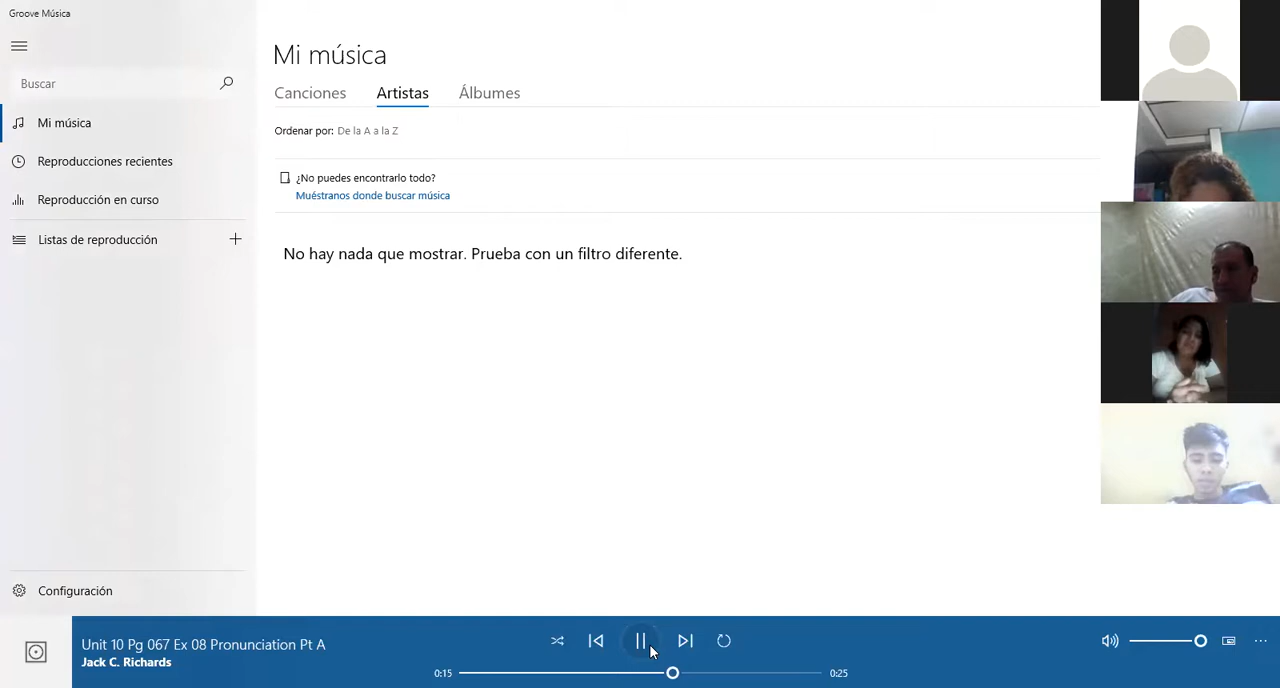 Groove Música
Buscar
Mi música
Reproducciones recientes
Reproducción en curso
Listas de reproducción
Configuración
Mi música
Canciones Artistas Álbumes
Ordenar por: De la A a la Z
¿No puedes encontrarlo todo?
Muéstranos donde buscar música
No hay nada que mostrar. Prueba con un filtro diferente.
Unit 10 Pg 067 Ex 08 Pronunciation Pt A
Jack C. Richards
0:15 0:25